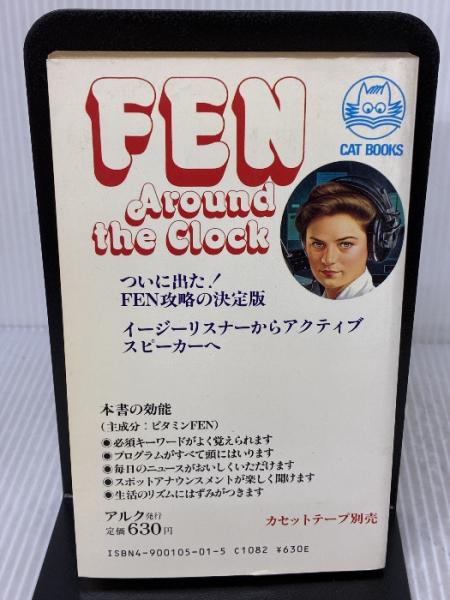 FEN
Around
the Clock
CAT BOOKS
ついに出た!
FEN攻略の決定版
イージーリスナーからアクティブ
スピーカーへ
本書の効能
(主成分:ビタミンFEN)
●必須キーワードがよく覚えられます
●プログラムがすべて頭にはいります
●毎日のニュースがおいしくいただけます
●スポットアナウンスメントが楽しく聞けます
●生活のリズムにはずみがつきます
アルク発行
定価630円
カセットテープ別売
ISBN4-900105-01-5 C1082 ¥630E